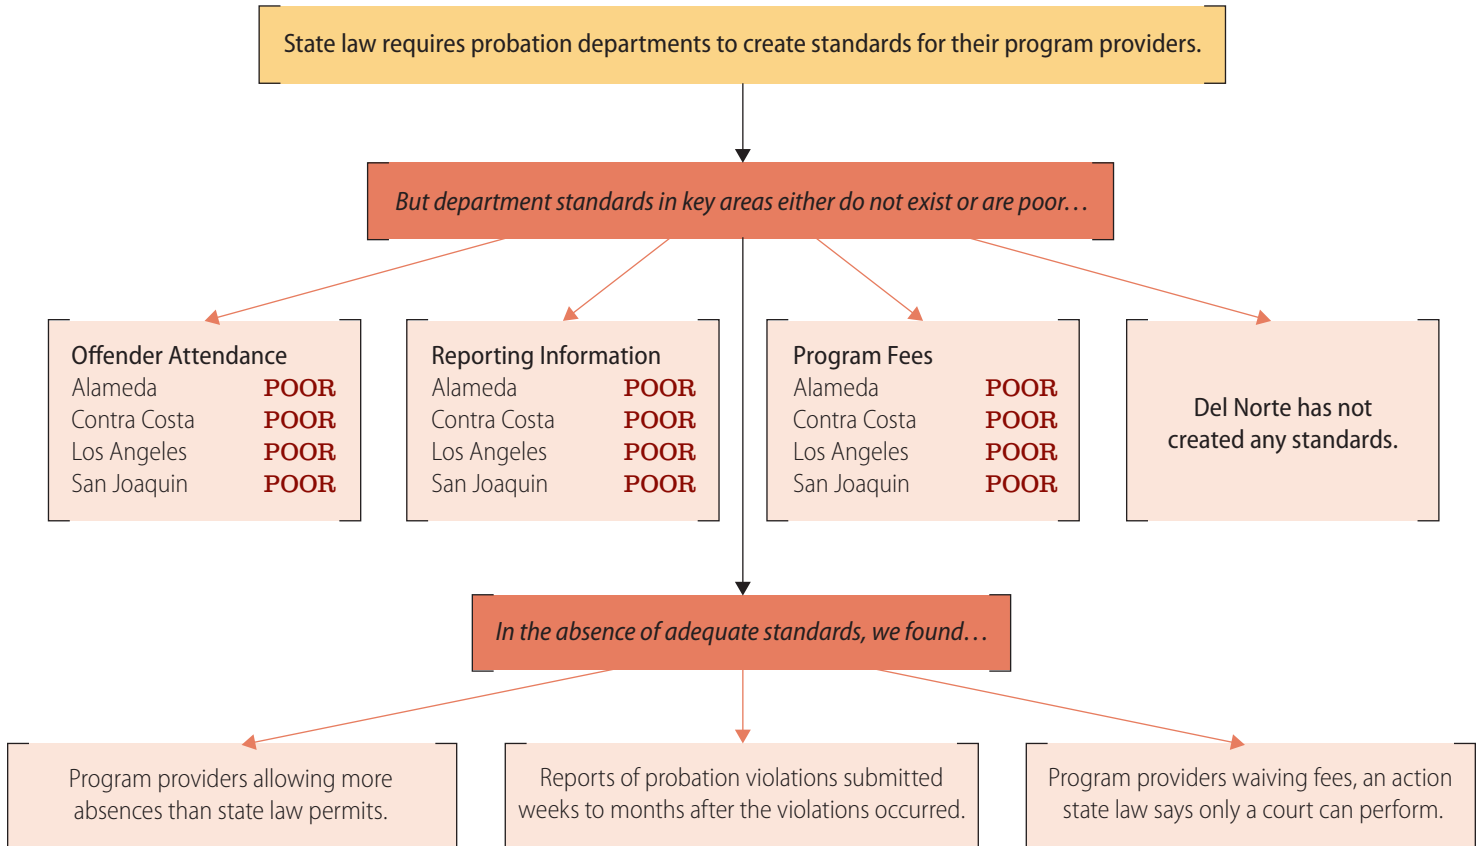 State law requires probation departments to create standards for their program providers.
But department standards in key areas either do not exist or are poor…
Offender Attendance
Alameda POOR
Contra Costa POOR
Los Angeles POOR
San Joaquin POOR
Reporting Information
Alameda POOR
Contra Costa POOR
Los Angeles POOR
San Joaquin POOR
Program Fees
Alameda POOR
Contra Costa POOR
Los Angeles POOR
San Joaquin POOR
Del Norte has not
created any standards.
In the absence of adequate standards, we found…
Program providers allowing more
absences than state law permits.
Reports of probation violations submitted
weeks to months after the violations occurred.
Program providers waiving fees, an action
state law says only a court can perform.